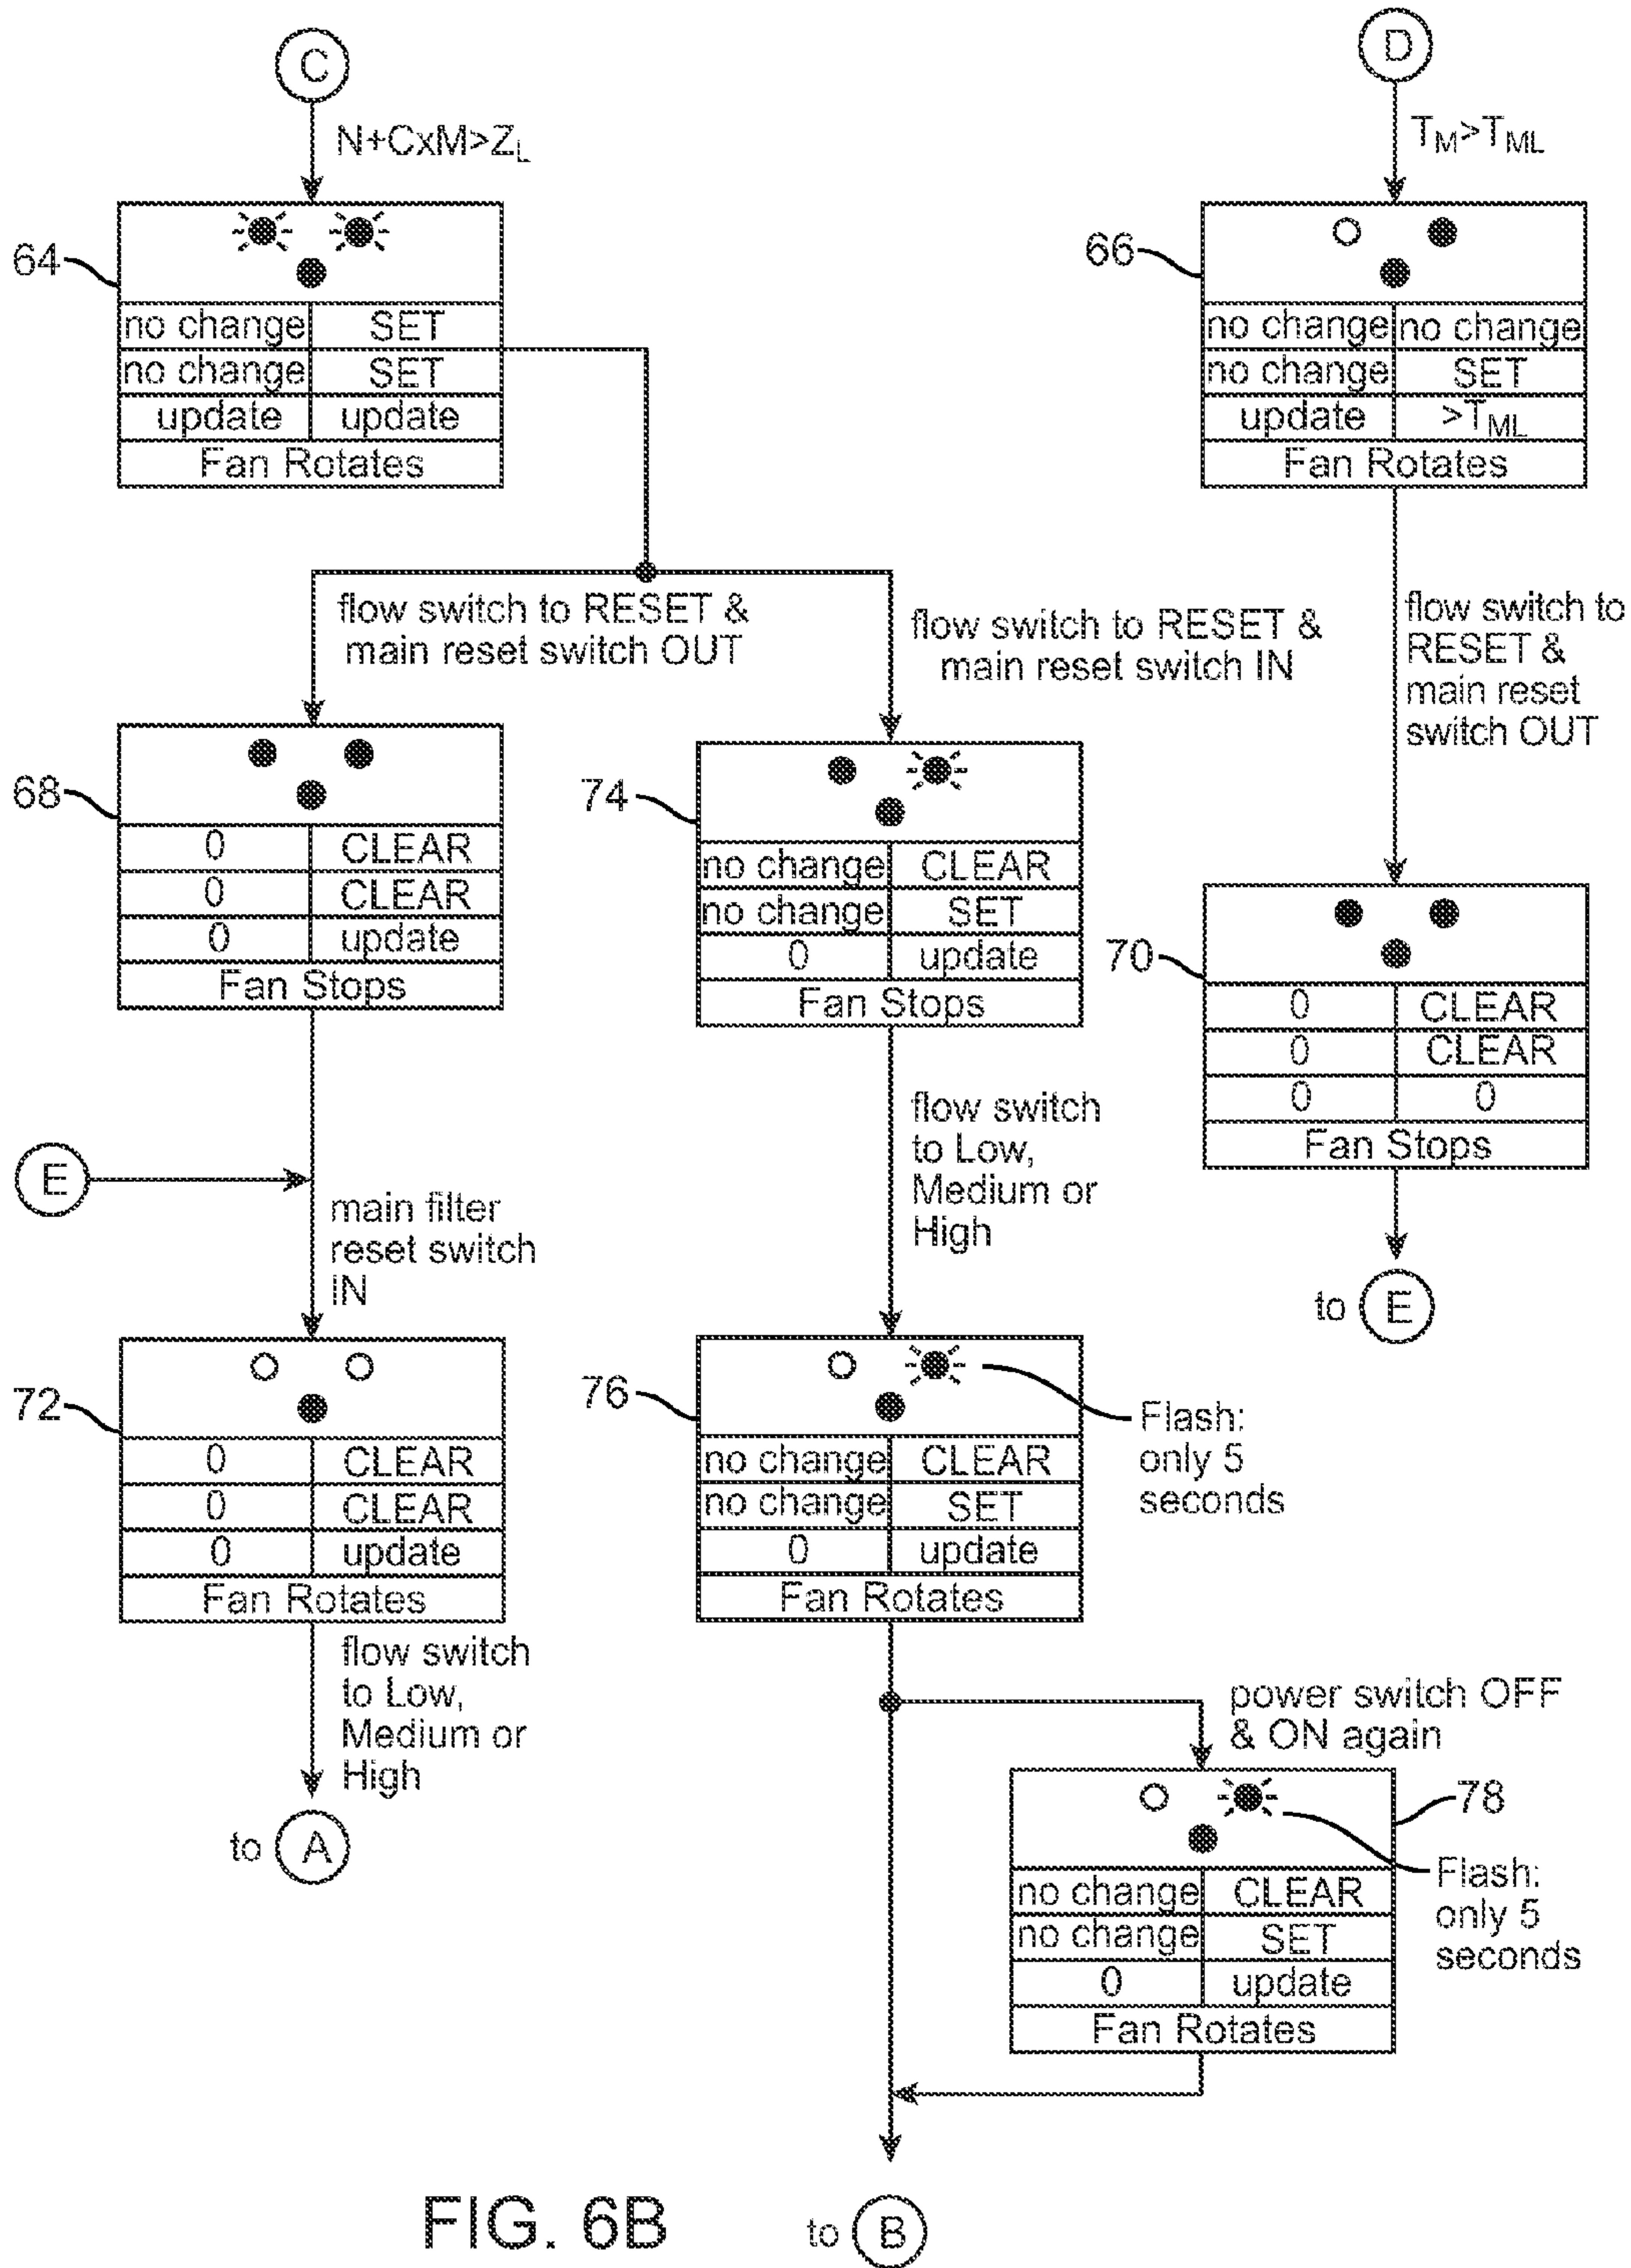 C
D
N+CxM>Z_L
T_M>T_ML
64
no change SET
no change SET
update update
Fan Rotates
66
no change no change
no change SET
update >T_ML
Fan Rotates
flow switch to RESET &
main reset switch OUT
flow switch to RESET &
main reset switch IN
flow switch to
RESET &
main reset
switch OUT
68
0 CLEAR
0 CLEAR
0 update
Fan Stops
74
no change CLEAR
no change SET
0 update
Fan Stops
70
0 CLEAR
0 CLEAR
0 0
Fan Stops
E
main filter
reset switch
IN
flow switch
to Low,
Medium or
High
to E
72
0 CLEAR
0 CLEAR
0 update
Fan Rotates
76
Flash:
only 5
seconds
no change CLEAR
no change SET
0 update
Fan Rotates
flow switch
to Low,
Medium or
High
to A
power switch OFF
& ON again
78
Flash:
only 5
seconds
no change CLEAR
no change SET
0 update
Fan Rotates
to B
FIG. 6B